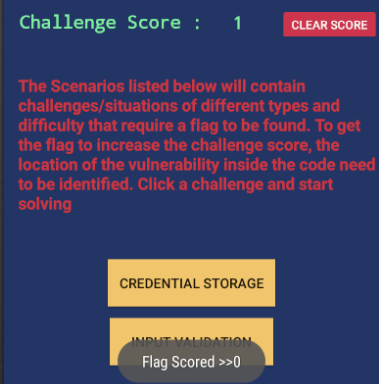 Challenge Score : 1 CLEAR SCORE
The Scenarios listed below will contain
challenges/situations of different types and
difficulty that require a flag to be found. To get
the flag to increase the challenge score, the
location of the vulnerability inside the code need
to be identified. Click a challenge and start
solving
CREDENTIAL STORAGE
INPUT VALIDATION
Flag Scored >>0